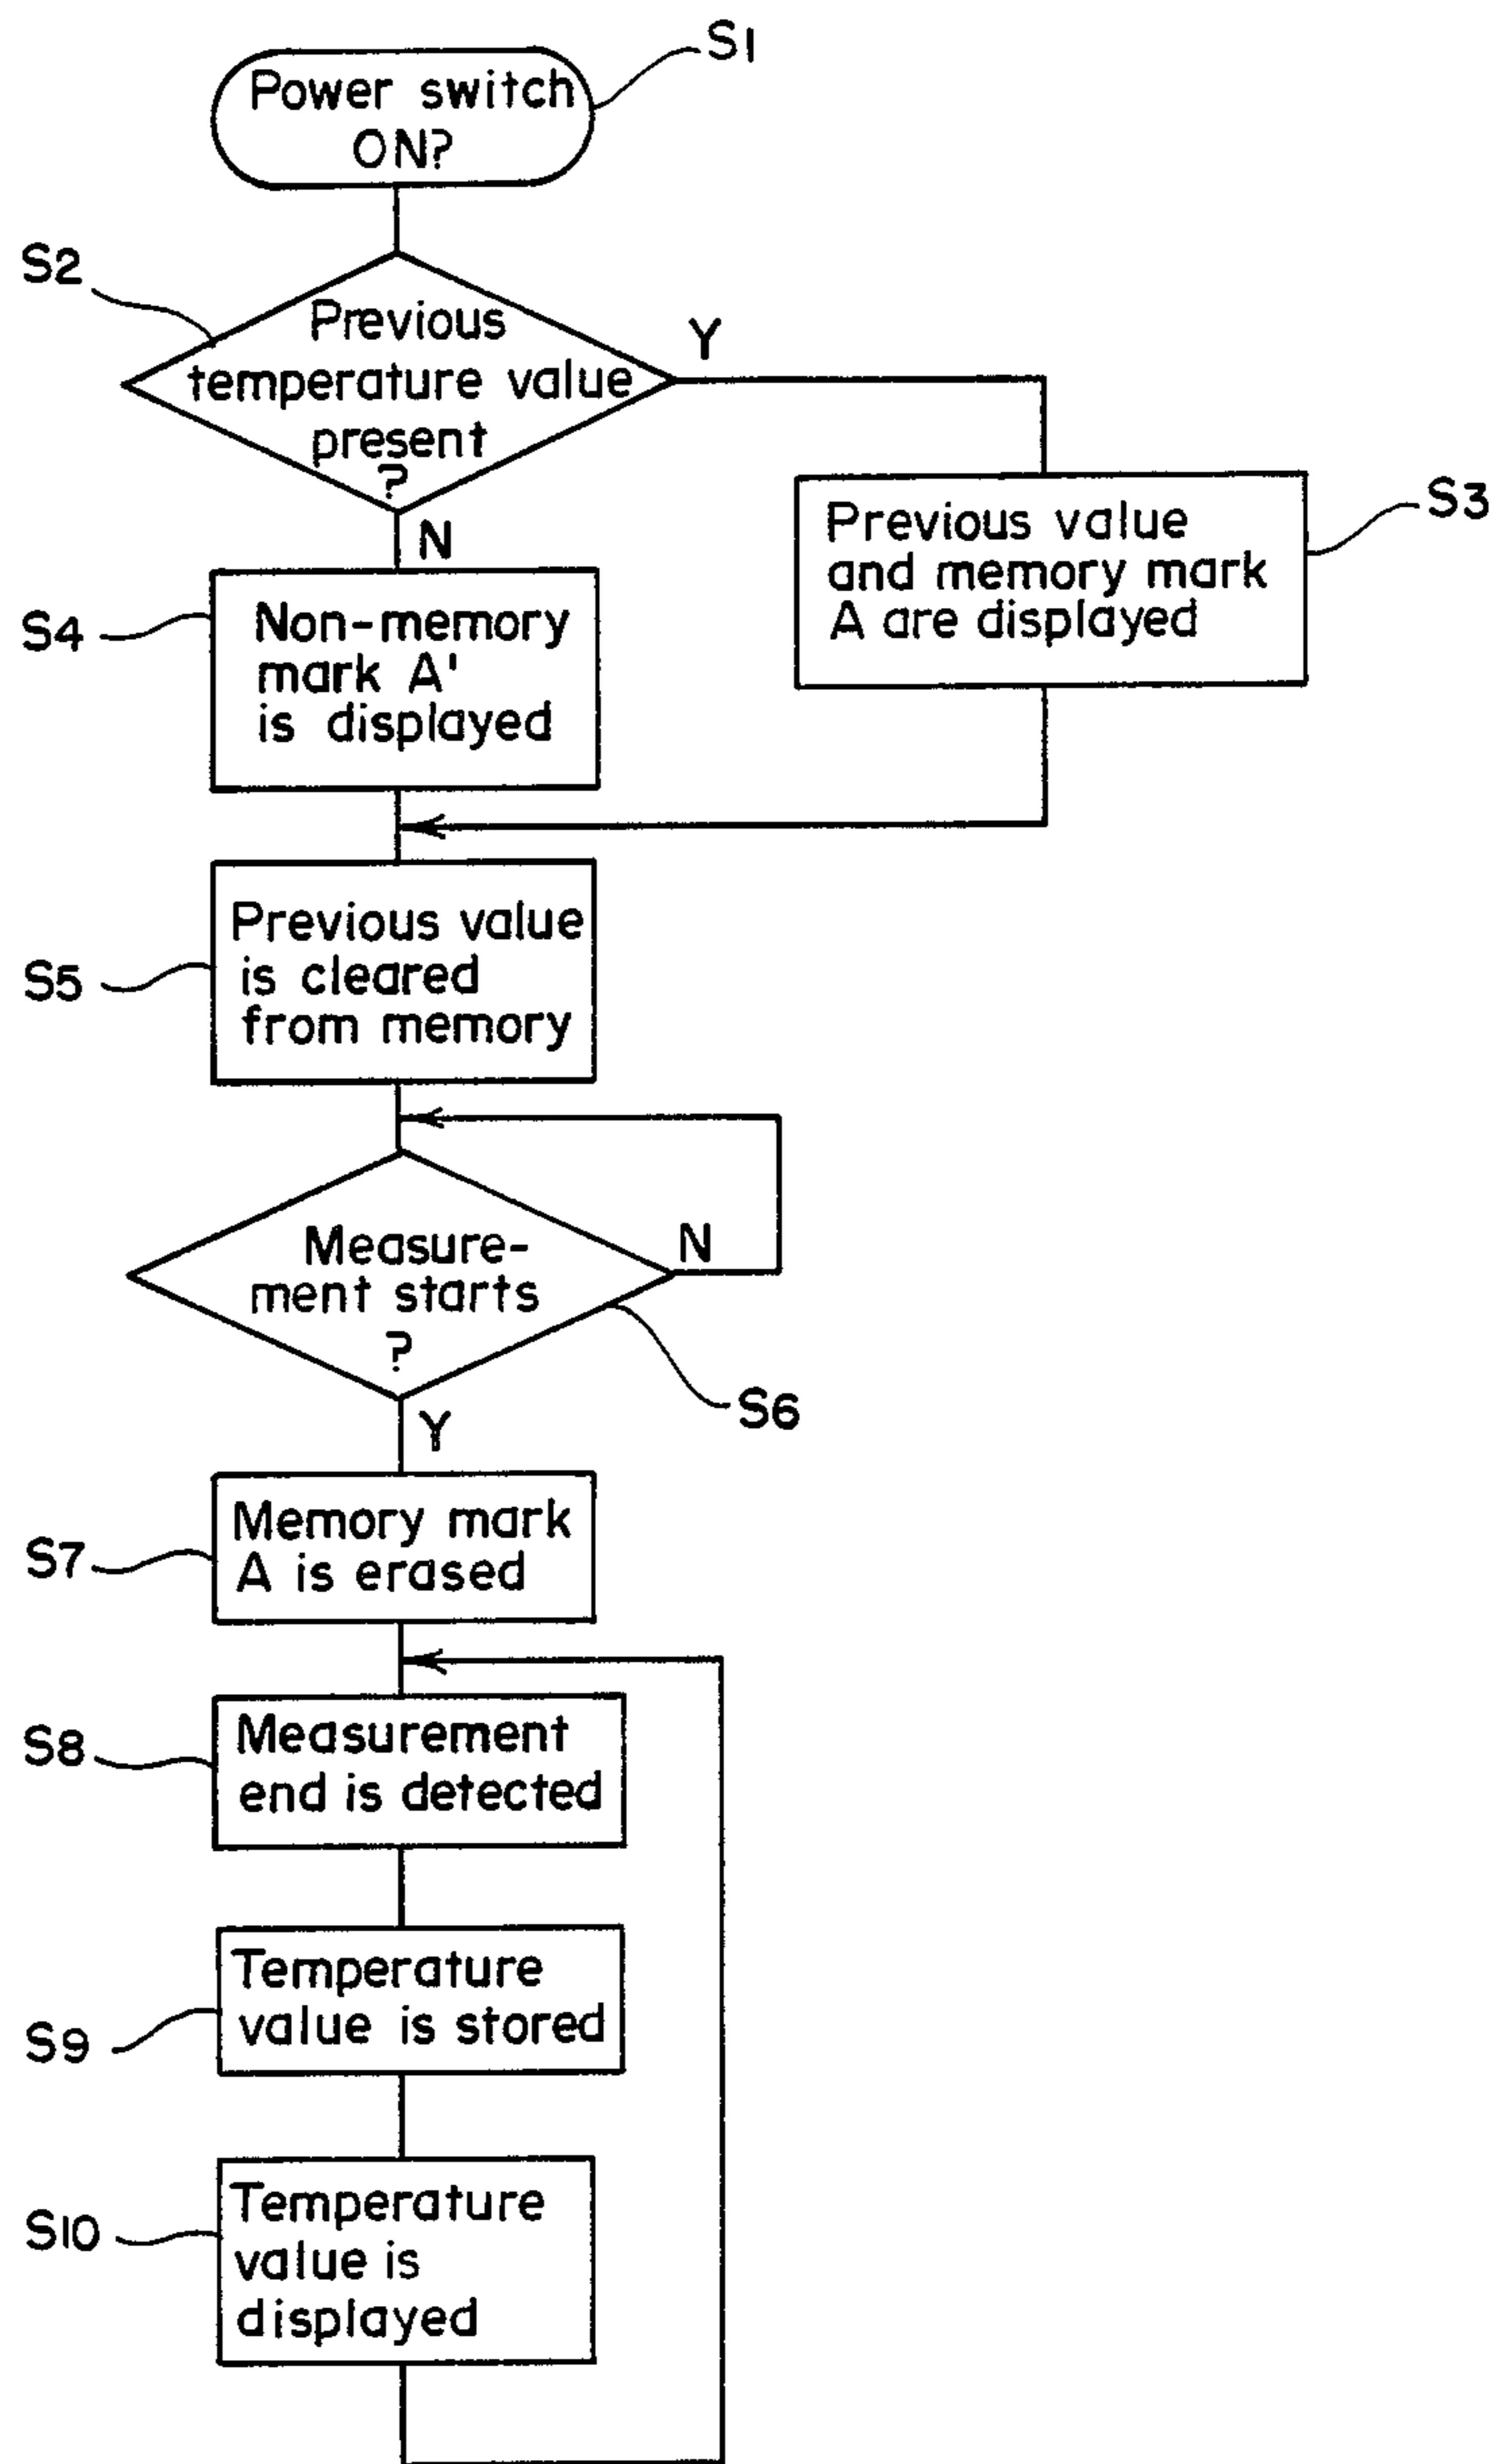 S1
Power switch
ON?
S2
Previous
temperature value
present
?
Y
N
S3
Previous value
and memory mark
A are displayed
S4
Non-memory
mark A'
is displayed
S5
Previous value
is cleared
from memory
Measure-
ment starts
?
N
S6
Y
S7
Memory mark
A is erased
S8
Measurement
end is detected
S9
Temperature
value is stored
S10
Temperature
value is
displayed